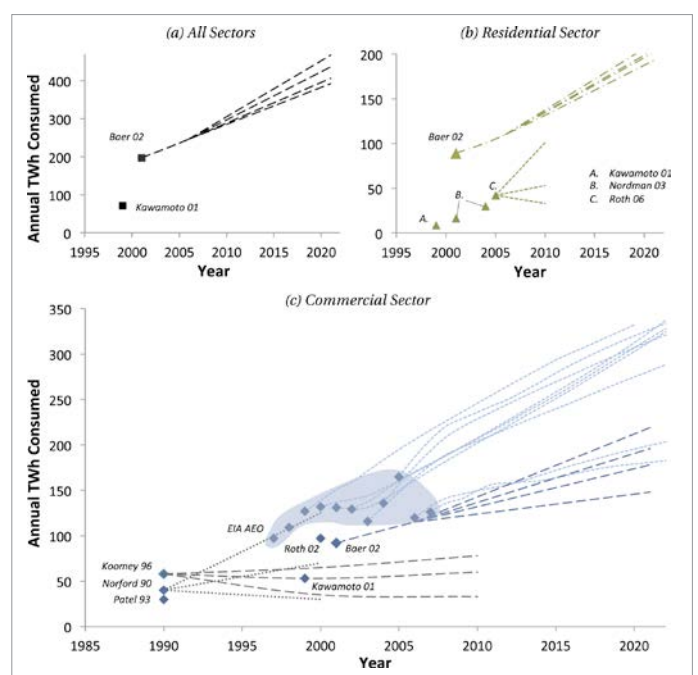 (a) All Sectors
Annual TWh Consumed
400
300
200
100
0
Baer 02
Kawamoto 01
1995 2000 2005 2010 2015 2020
Year
(b) Residential Sector
200
150
100
50
0
Baer 02
C.
B.
A.
A. Kawamoto 01
B. Nordman 03
C. Roth 06
1995 2000 2005 2010 2015 2020
Year
(c) Commercial Sector
Annual TWh Consumed
350
300
250
200
150
100
50
0
EIA AEO
Roth 02
Baer 02
Koomey 96
Norford 90
Kawamoto 01
Patel 93
1985 1990 1995 2000 2005 2010 2015 2020
Year